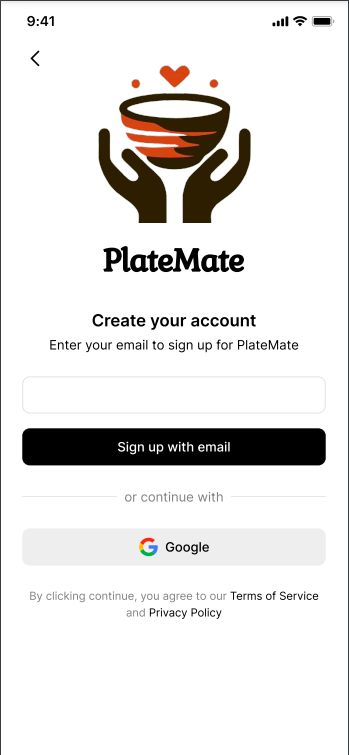 9:41
PlateMate
Create your account
Enter your email to sign up for PlateMate
Sign up with email
or continue with
Google
By clicking continue, you agree to our Terms of Service
and Privacy Policy